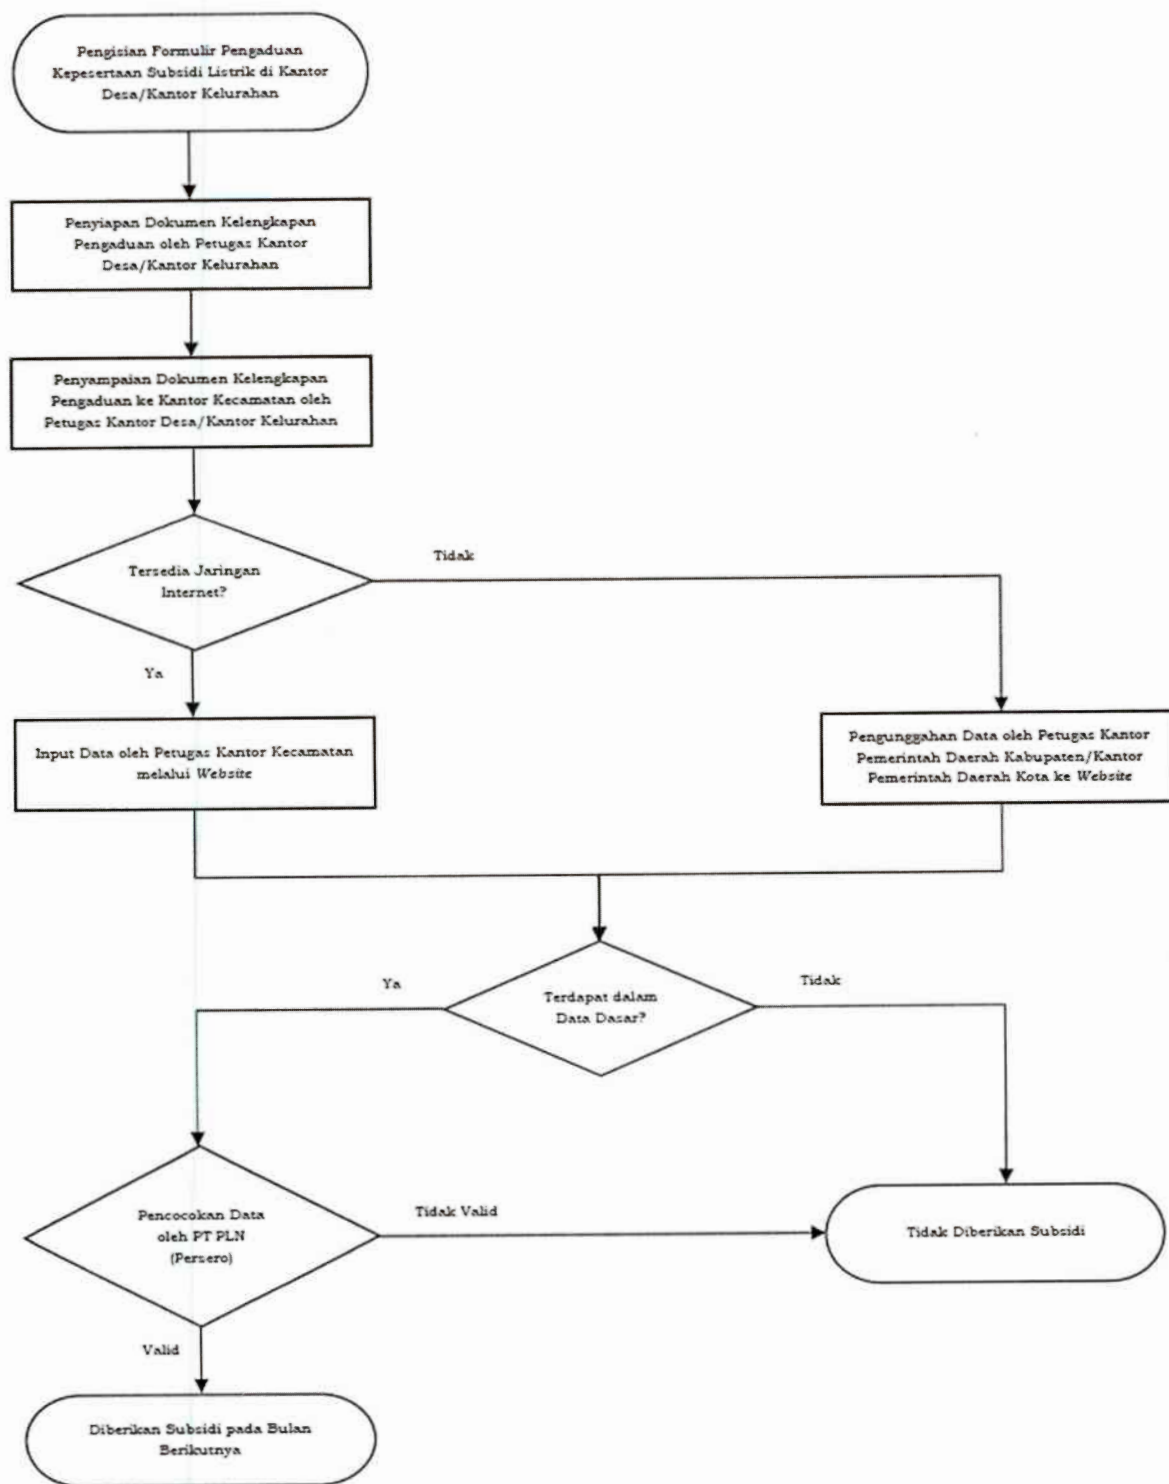 Pengisian Formulir Pengaduan
Kepesertaan Subsidi Listrik di Kantor
Desa/Kantor Kelurahan
Penyiapan Dokumen Kelengkapan
Pengaduan oleh Petugas Kantor
Desa/Kantor Kelurahan
Penyampaian Dokumen Kelengkapan
Pengaduan ke Kantor Kecamatan oleh
Petugas Kantor Desa/Kantor Kelurahan
Tersedia Jaringan
Internet?
Tidak
Ya
Input Data oleh Petugas Kantor Kecamatan
melalui Website
Pengunggahan Data oleh Petugas Kantor
Pemerintah Daerah Kabupaten/Kantor
Pemerintah Daerah Kota ke Website
Terdapat dalam
Data Dasar?
Ya
Tidak
Pencocokan Data
oleh PT PLN
(Persero)
Tidak Valid
Tidak Diberikan Subsidi
Valid
Diberikan Subsidi pada Bulan
Berikutnya